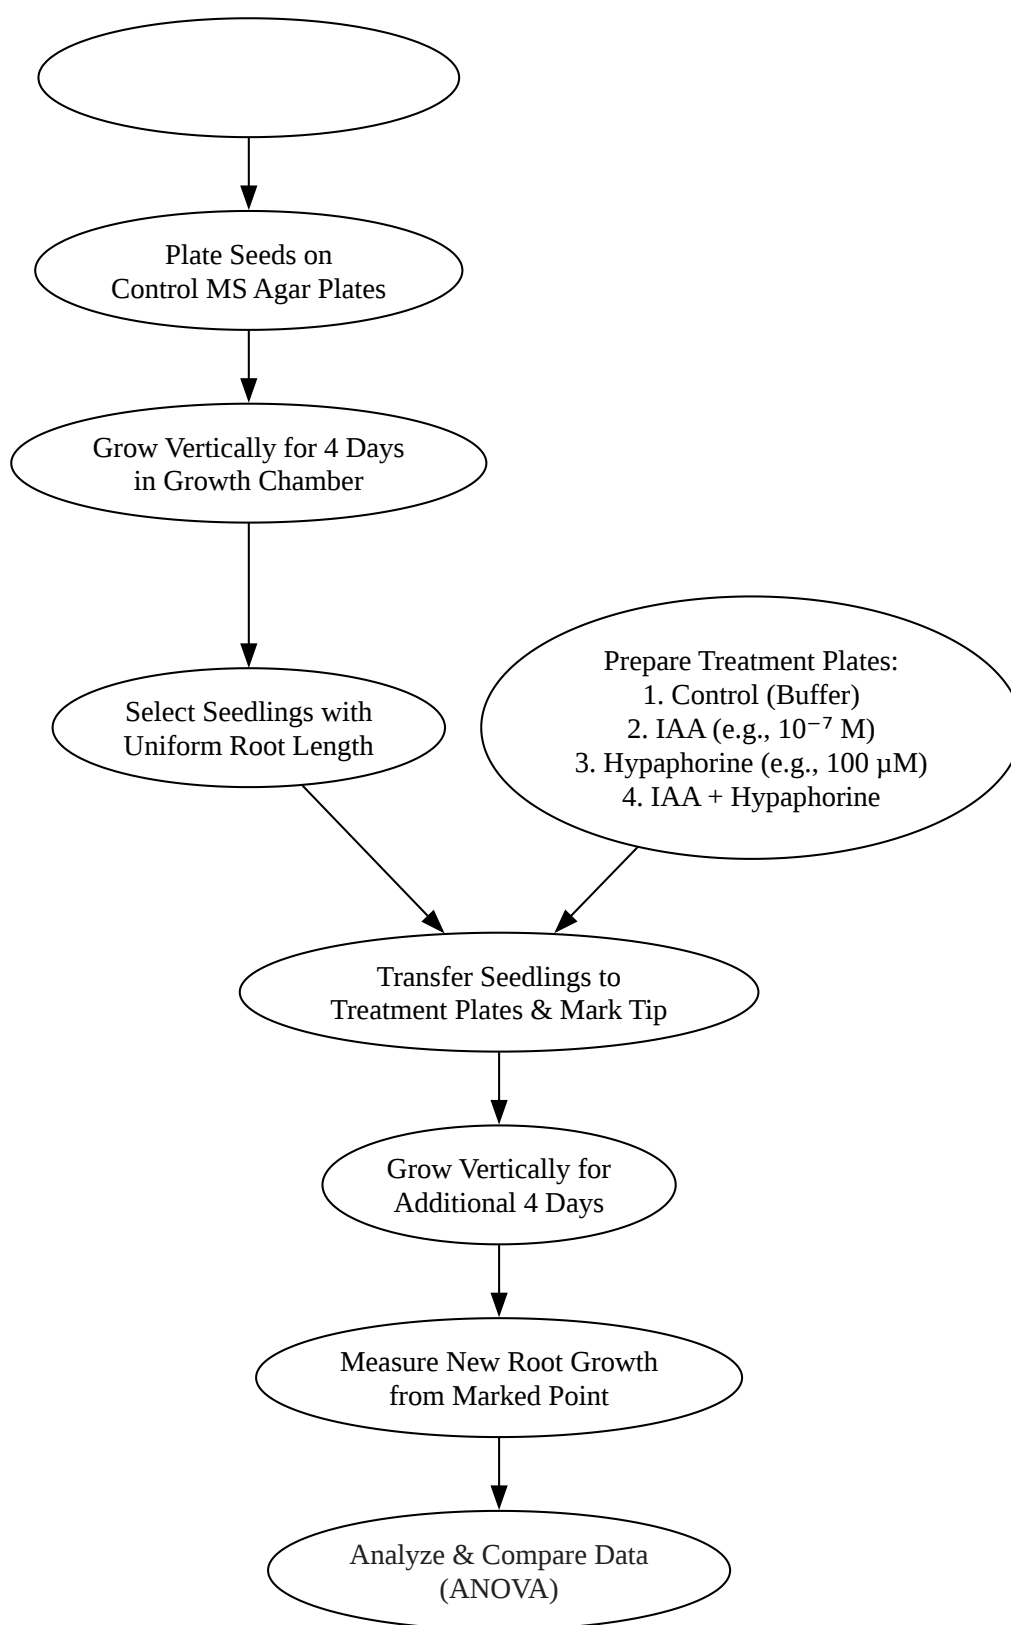 Plate Seeds on
Control MS Agar Plates
Grow Vertically for 4 Days
in Growth Chamber
Select Seedlings with
Uniform Root Length
Prepare Treatment Plates:
1. Control (Buffer)
2. IAA (e.g., 10⁻⁷ M)
3. Hypaphorine (e.g., 100 µM)
4. IAA + Hypaphorine
Transfer Seedlings to
Treatment Plates & Mark Tip
Grow Vertically for
Additional 4 Days
Measure New Root Growth
from Marked Point
Analyze & Compare Data
(ANOVA)